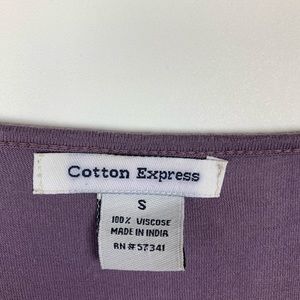 Cotton Express
S
100% VISCOSE
MADE IN INDIA
RN #57341